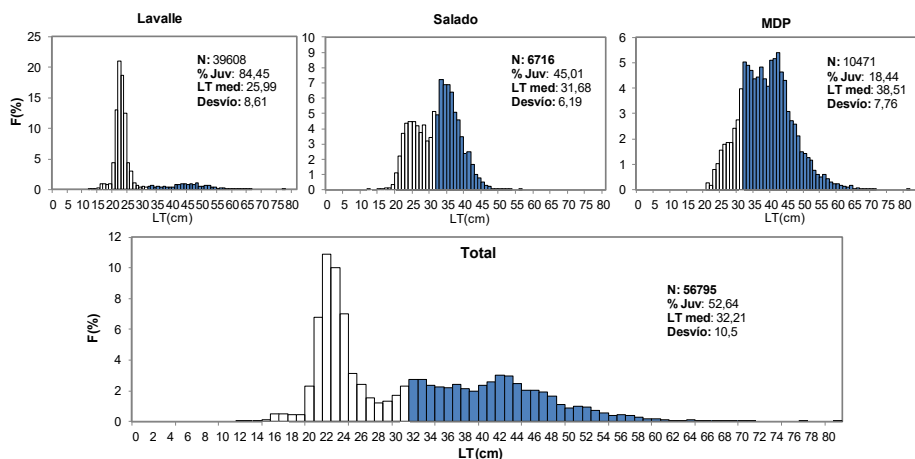 Lavalle
F(%)
25
20
15
10
5
0
N: 39608
% Juv: 84,45
LT med: 25,99
Desvío: 8,61
0 5 10 15 20 25 30 35 40 45 50 55 60 65 70 75 80
LT(cm)
Salado
10
9
8
7
6
5
4
3
2
1
0
N: 6716
% Juv: 45,01
LT med: 31,68
Desvío: 6,19
0 5 10 15 20 25 30 35 40 45 50 55 60 65 70 75 80
LT(cm)
MDP
6
5
4
3
2
1
0
N: 10471
% Juv: 18,44
LT med: 38,51
Desvío: 7,76
0 5 10 15 20 25 30 35 40 45 50 55 60 65 70 75 80
LT(cm)
Total
F(%)
12
10
8
6
4
2
0
N: 56795
% Juv: 52,64
LT med: 32,21
Desvío: 10,5
0 2 4 6 8 10 12 14 16 18 20 22 24 26 28 30 32 34 36 38 40 42 44 46 48 50 52 54 56 58 60 62 64 66 68 70 72 74 76 78 80
LT(cm)